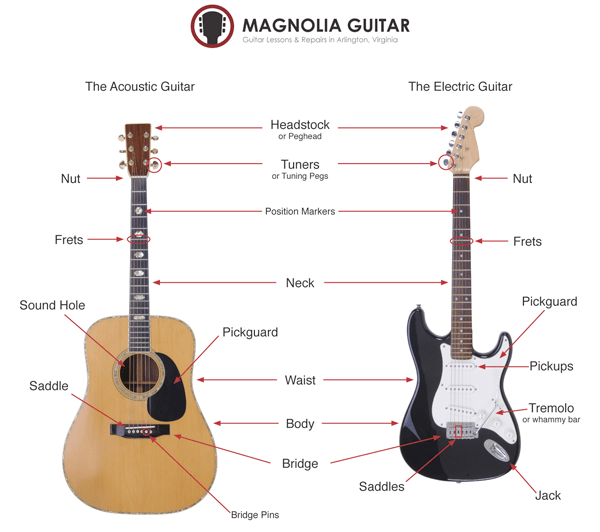 MAGNOLIA GUITAR
Guitar Lessons & Repairs in Arlington, Virginia
The Acoustic Guitar
The Electric Guitar
Headstock
or Peghead
Tuners
or Tuning Pegs
Nut
Nut
Position Markers
Frets
Frets
Neck
Sound Hole
Pickguard
Pickguard
Pickups
Waist
Saddle
Tremolo
or whammy bar
Body
Bridge
Saddles
Jack
Bridge Pins